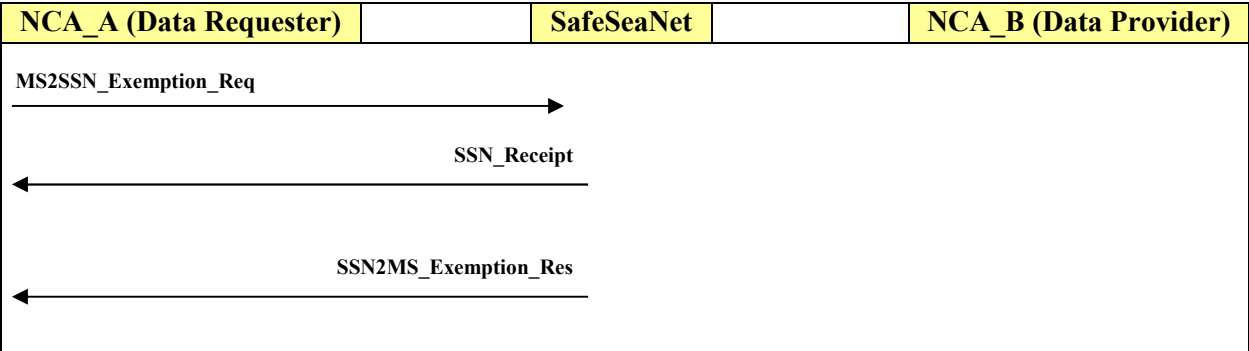 NCA_A (Data Requester) SafeSeaNet NCA_B (Data Provider)
MS2SSN_Exemption_Req
SSN_Receipt
SSN2MS_Exemption_Res